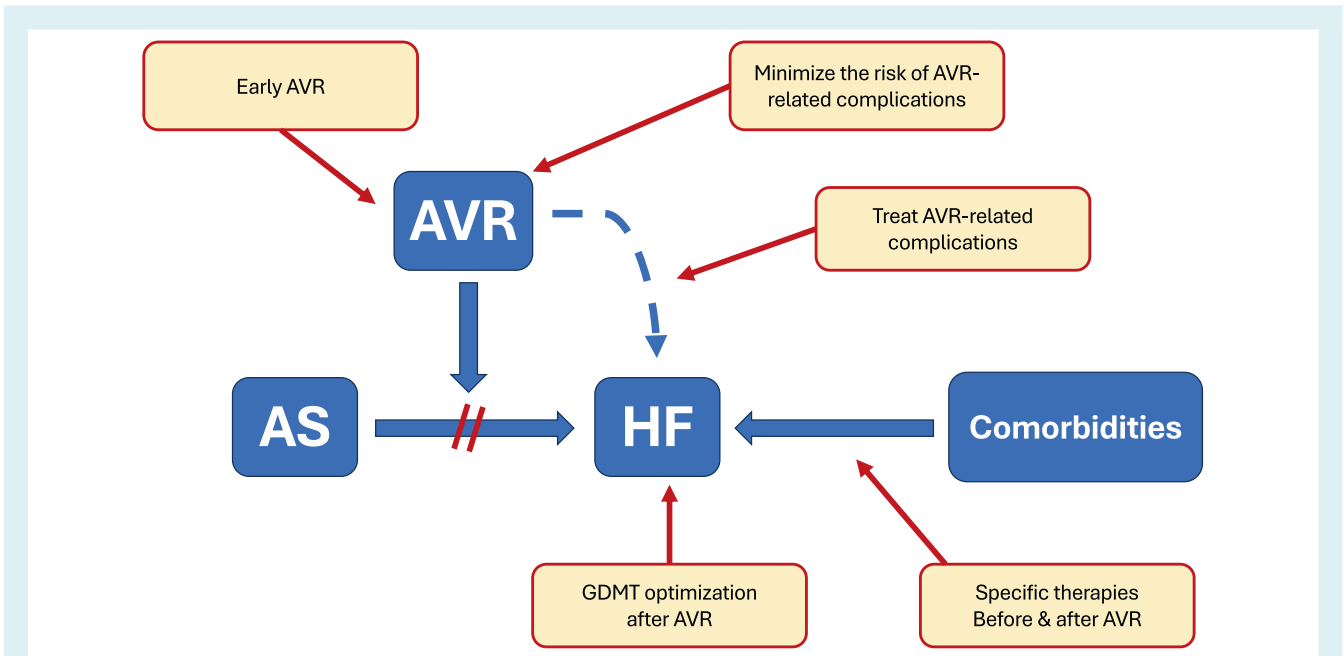 Early AVR
Minimize the risk of AVR-
related complications
AVR
Treat AVR-related
complications
AS
HF
Comorbidities
GDMT optimization
after AVR
Specific therapies
Before & after AVR